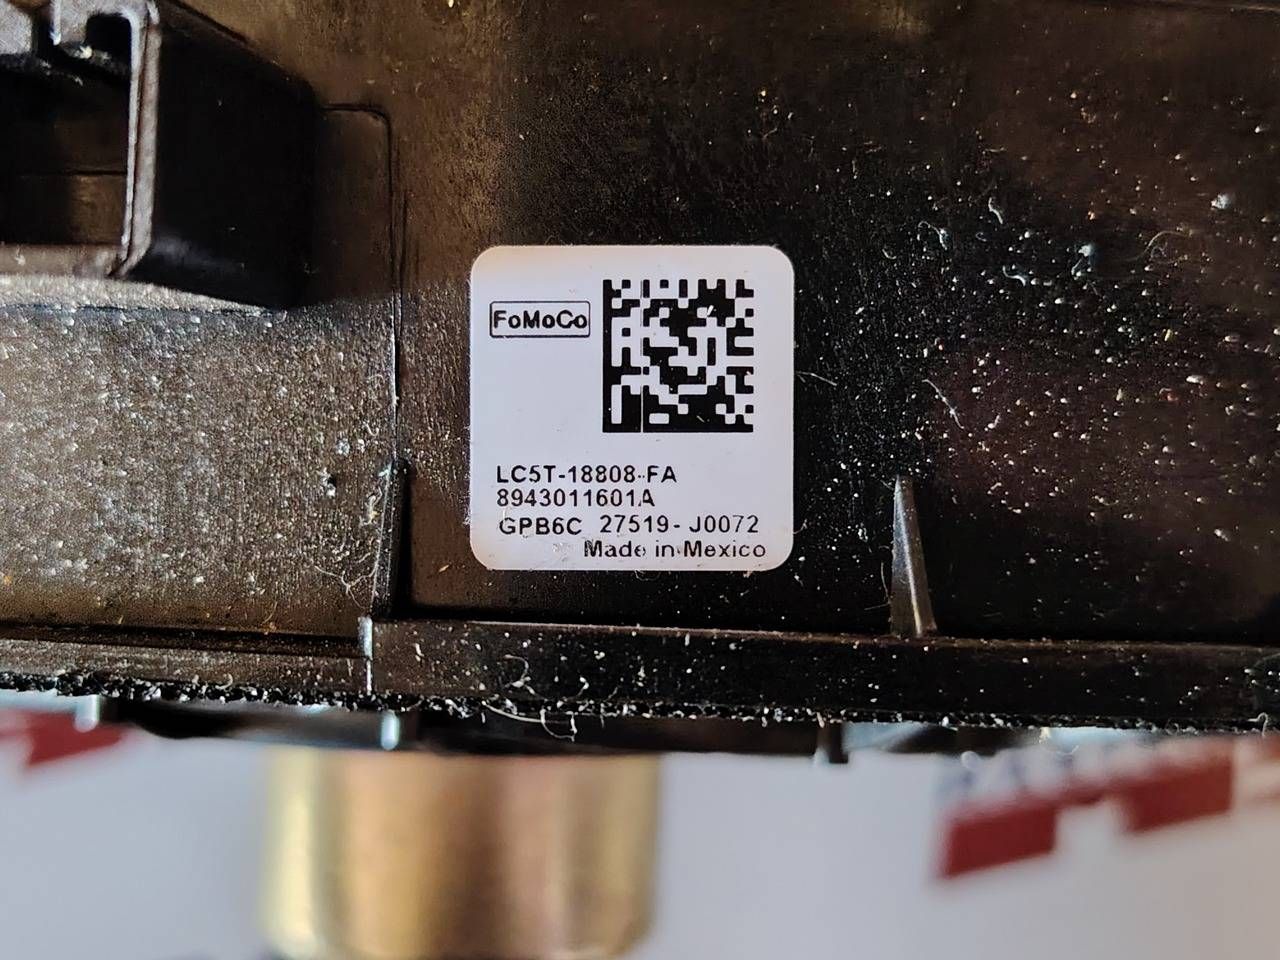 FoMoCo
LC5T-18808-FA
8943011601A
GPB6C 27519-J0072
Made in Mexico